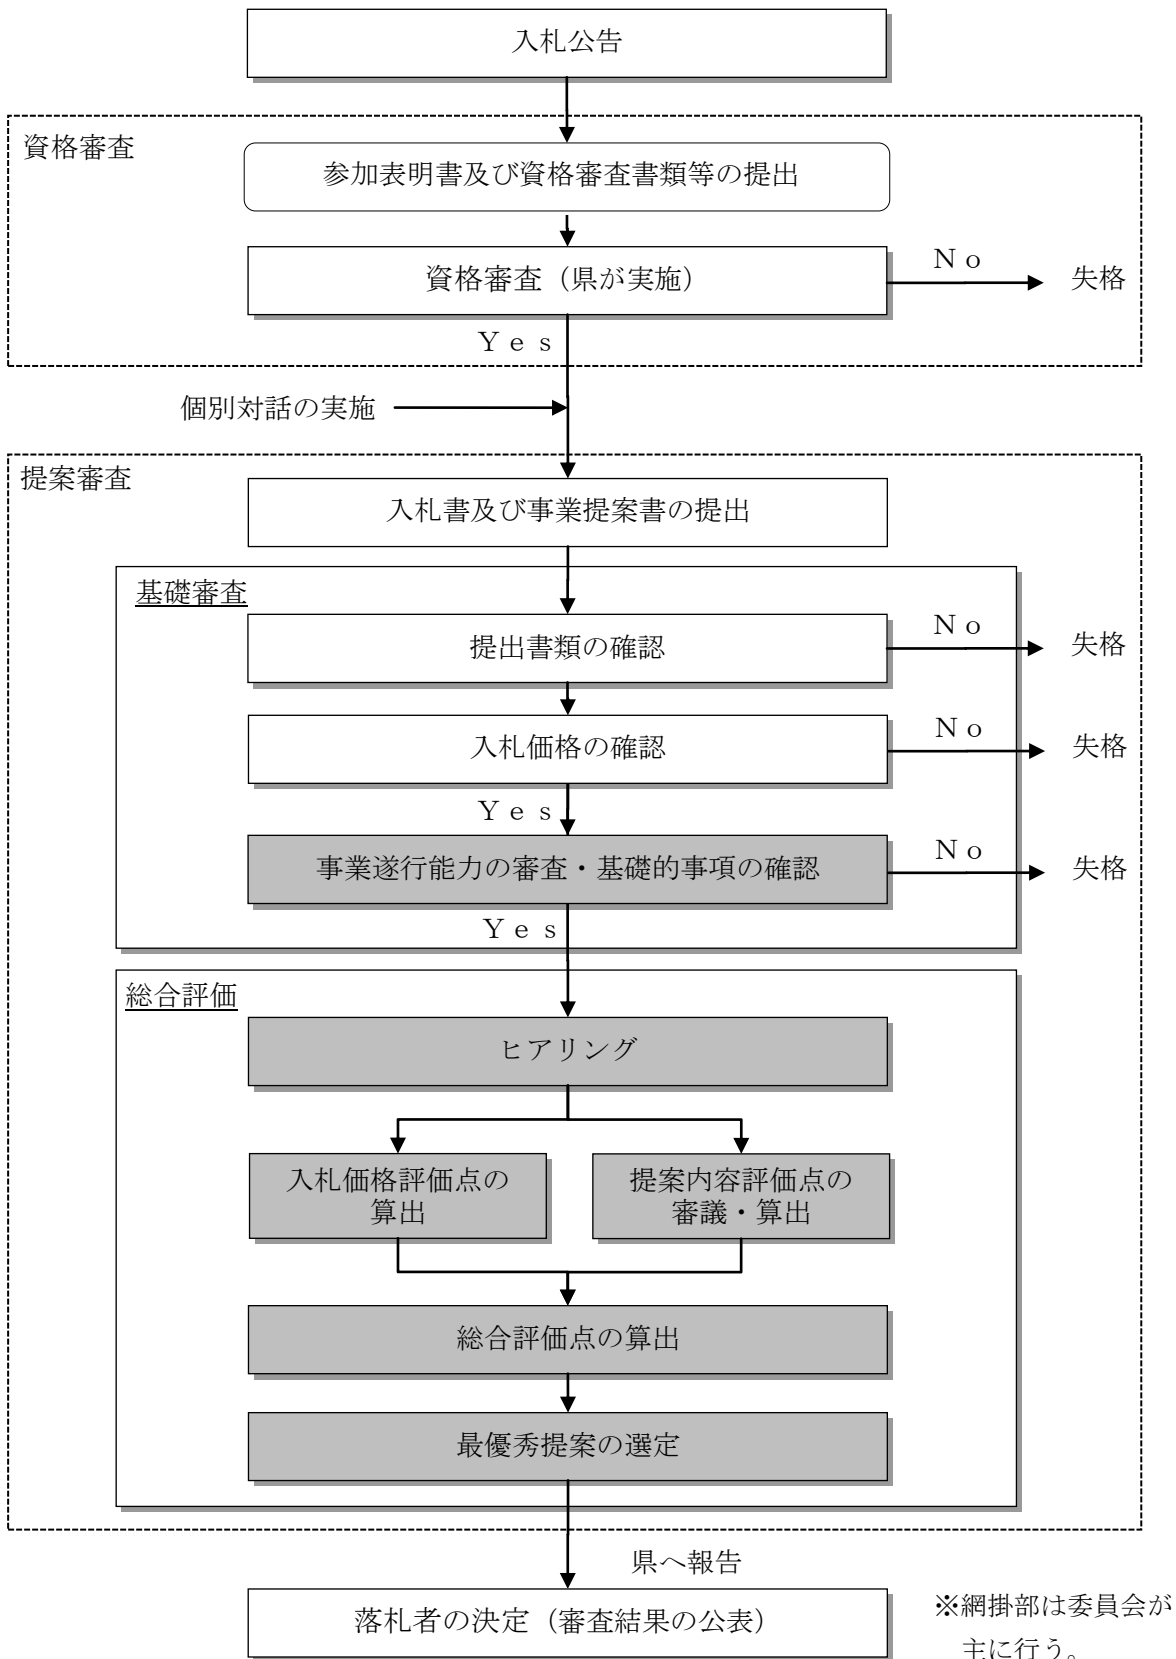 入札公告
資格審査
参加表明書及び資格審査書類等の提出
資格審査（県が実施）
Ｎｏ
失格
Ｙｅｓ
個別対話の実施
提案審査
入札書及び事業提案書の提出
基礎審査
提出書類の確認
Ｎｏ
失格
入札価格の確認
Ｎｏ
失格
Ｙｅｓ
事業遂行能力の審査・基礎的事項の確認
Ｎｏ
失格
Ｙｅｓ
総合評価
ヒアリング
入札価格評価点の
算出
提案内容評価点の
審議・算出
総合評価点の算出
最優秀提案の選定
県へ報告
落札者の決定（審査結果の公表）
※網掛部は委員会が
主に行う。